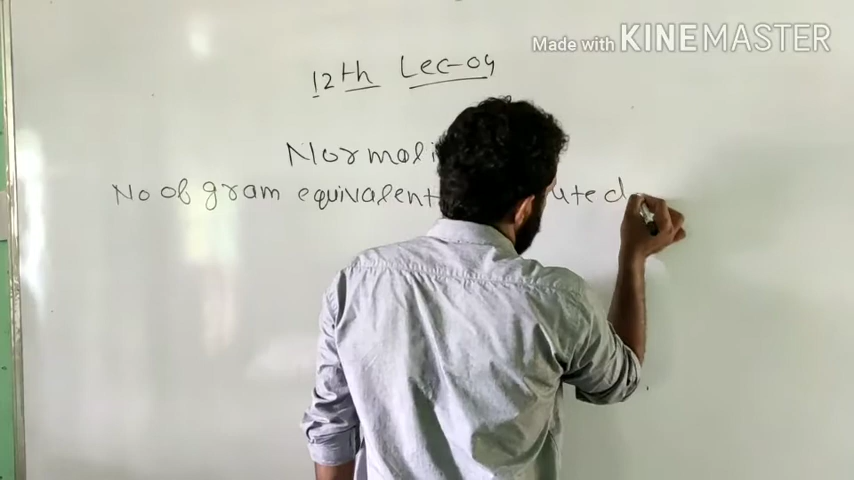 Made with KINEMASTER
12th Lec-04
Normali
No of gram equivalent ute d